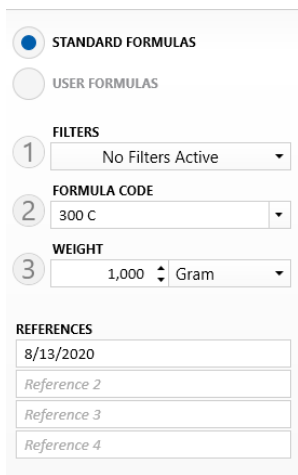 STANDARD FORMULAS
USER FORMULAS
FILTERS
1 No Filters Active
FORMULA CODE
2 300 C
WEIGHT
3 1,000 Gram
REFERENCES
8/13/2020
Reference 2
Reference 3
Reference 4